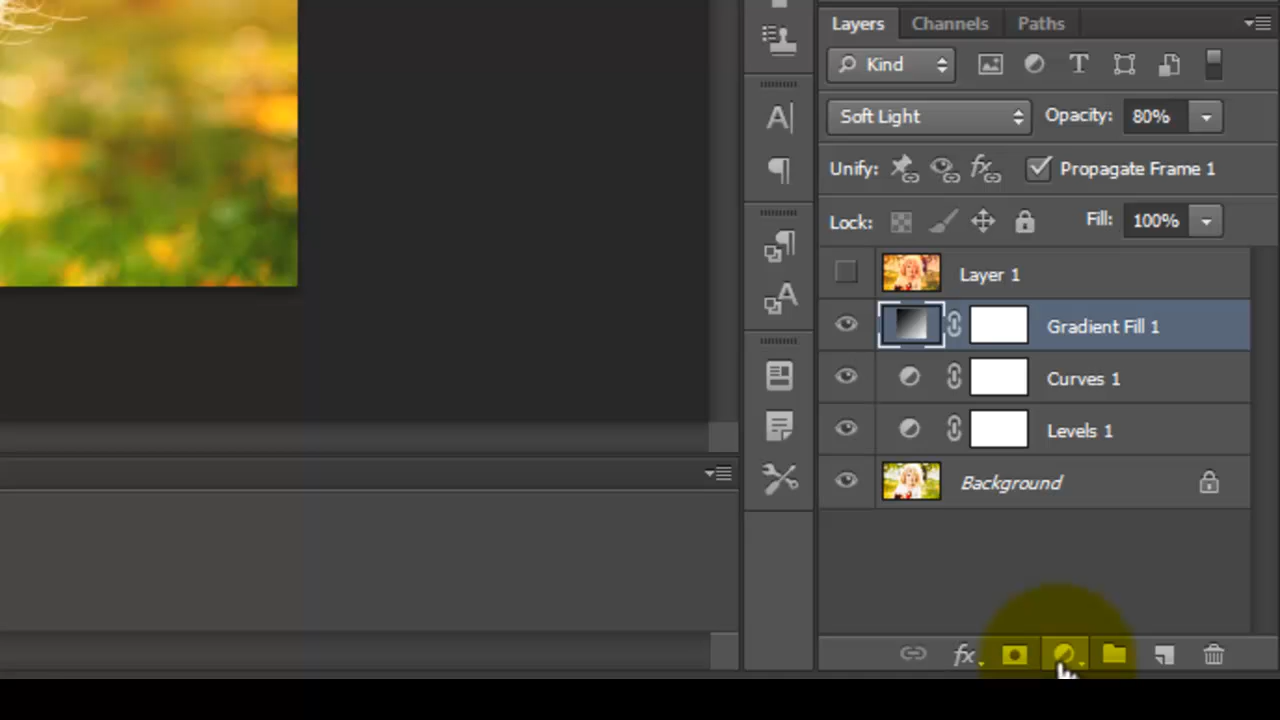 Layers Channels Paths
Kind
Soft Light Opacity: 80%
Unify: Propagate Frame 1
Lock: Fill: 100%
Layer 1
Gradient Fill 1
Curves 1
Levels 1
Background
fx